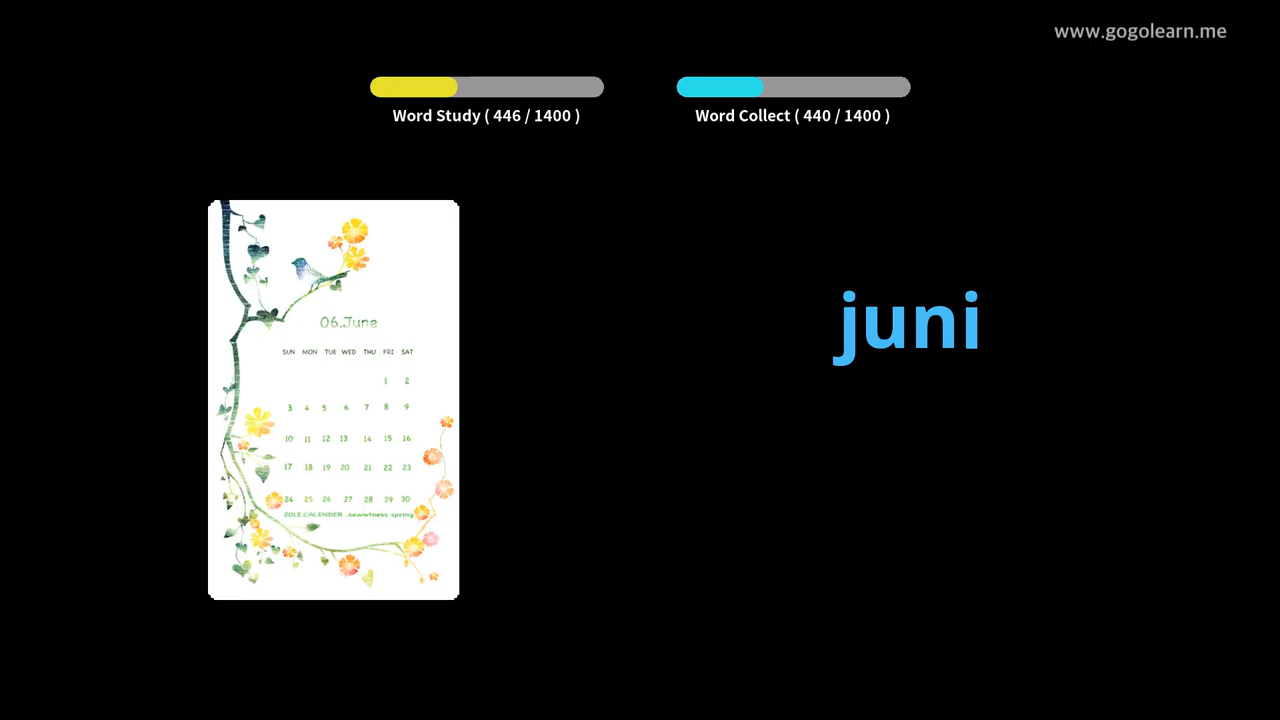 www.gogolearn.me
Word Study ( 446 / 1400 )
Word Collect ( 440 / 1400 )
06.June
SUN MON TUE WED THU FRI SAT
1 2
3 4 5 6 7 8 9
10 11 12 13 14 15 16
17 18 19 20 21 22 23
24 25 26 27 28 29 30
2012.CALENDER .sewwtness spring
juni